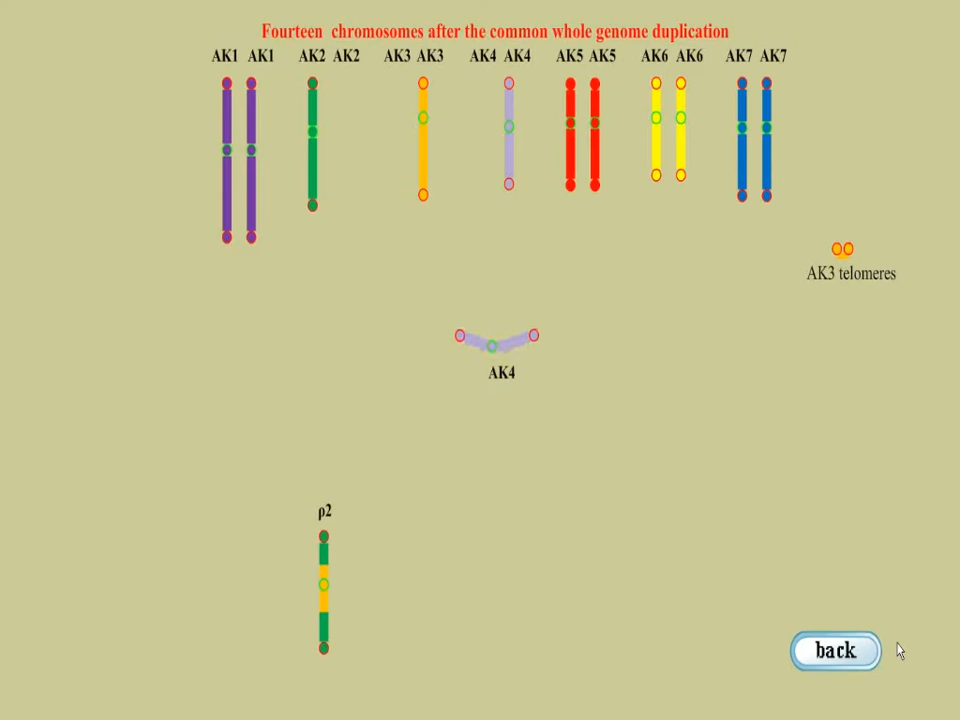 Fourteen chromosomes after the common whole genome duplication
AK1 AK1 AK2 AK2 AK3 AK3 AK4 AK4 AK5 AK5 AK6 AK6 AK7 AK7
AK3 telomeres
AK4
ρ2
back